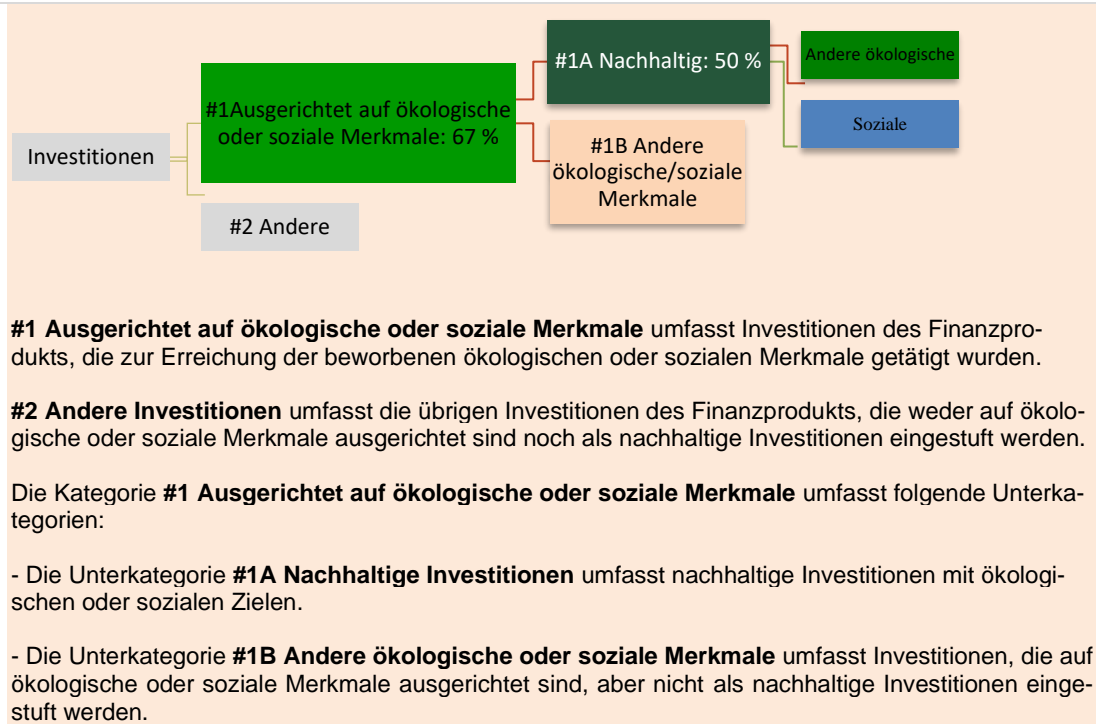 Investitionen
#1Ausgerichtet auf ökologische
oder soziale Merkmale: 67 %
#2 Andere
#1A Nachhaltig: 50 %
#1B Andere
ökologische/soziale
Merkmale
Andere ökologische
Soziale
#1 Ausgerichtet auf ökologische oder soziale Merkmale umfasst Investitionen des Finanzpro-
dukts, die zur Erreichung der beworbenen ökologischen oder sozialen Merkmale getätigt wurden.
#2 Andere Investitionen umfasst die übrigen Investitionen des Finanzprodukts, die weder auf ökolo-
gische oder soziale Merkmale ausgerichtet sind noch als nachhaltige Investitionen eingestuft werden.
Die Kategorie #1 Ausgerichtet auf ökologische oder soziale Merkmale umfasst folgende Unterka-
tegorien:
- Die Unterkategorie #1A Nachhaltige Investitionen umfasst nachhaltige Investitionen mit ökologi-
schen oder sozialen Zielen.
- Die Unterkategorie #1B Andere ökologische oder soziale Merkmale umfasst Investitionen, die auf
ökologische oder soziale Merkmale ausgerichtet sind, aber nicht als nachhaltige Investitionen einge-
stuft werden.